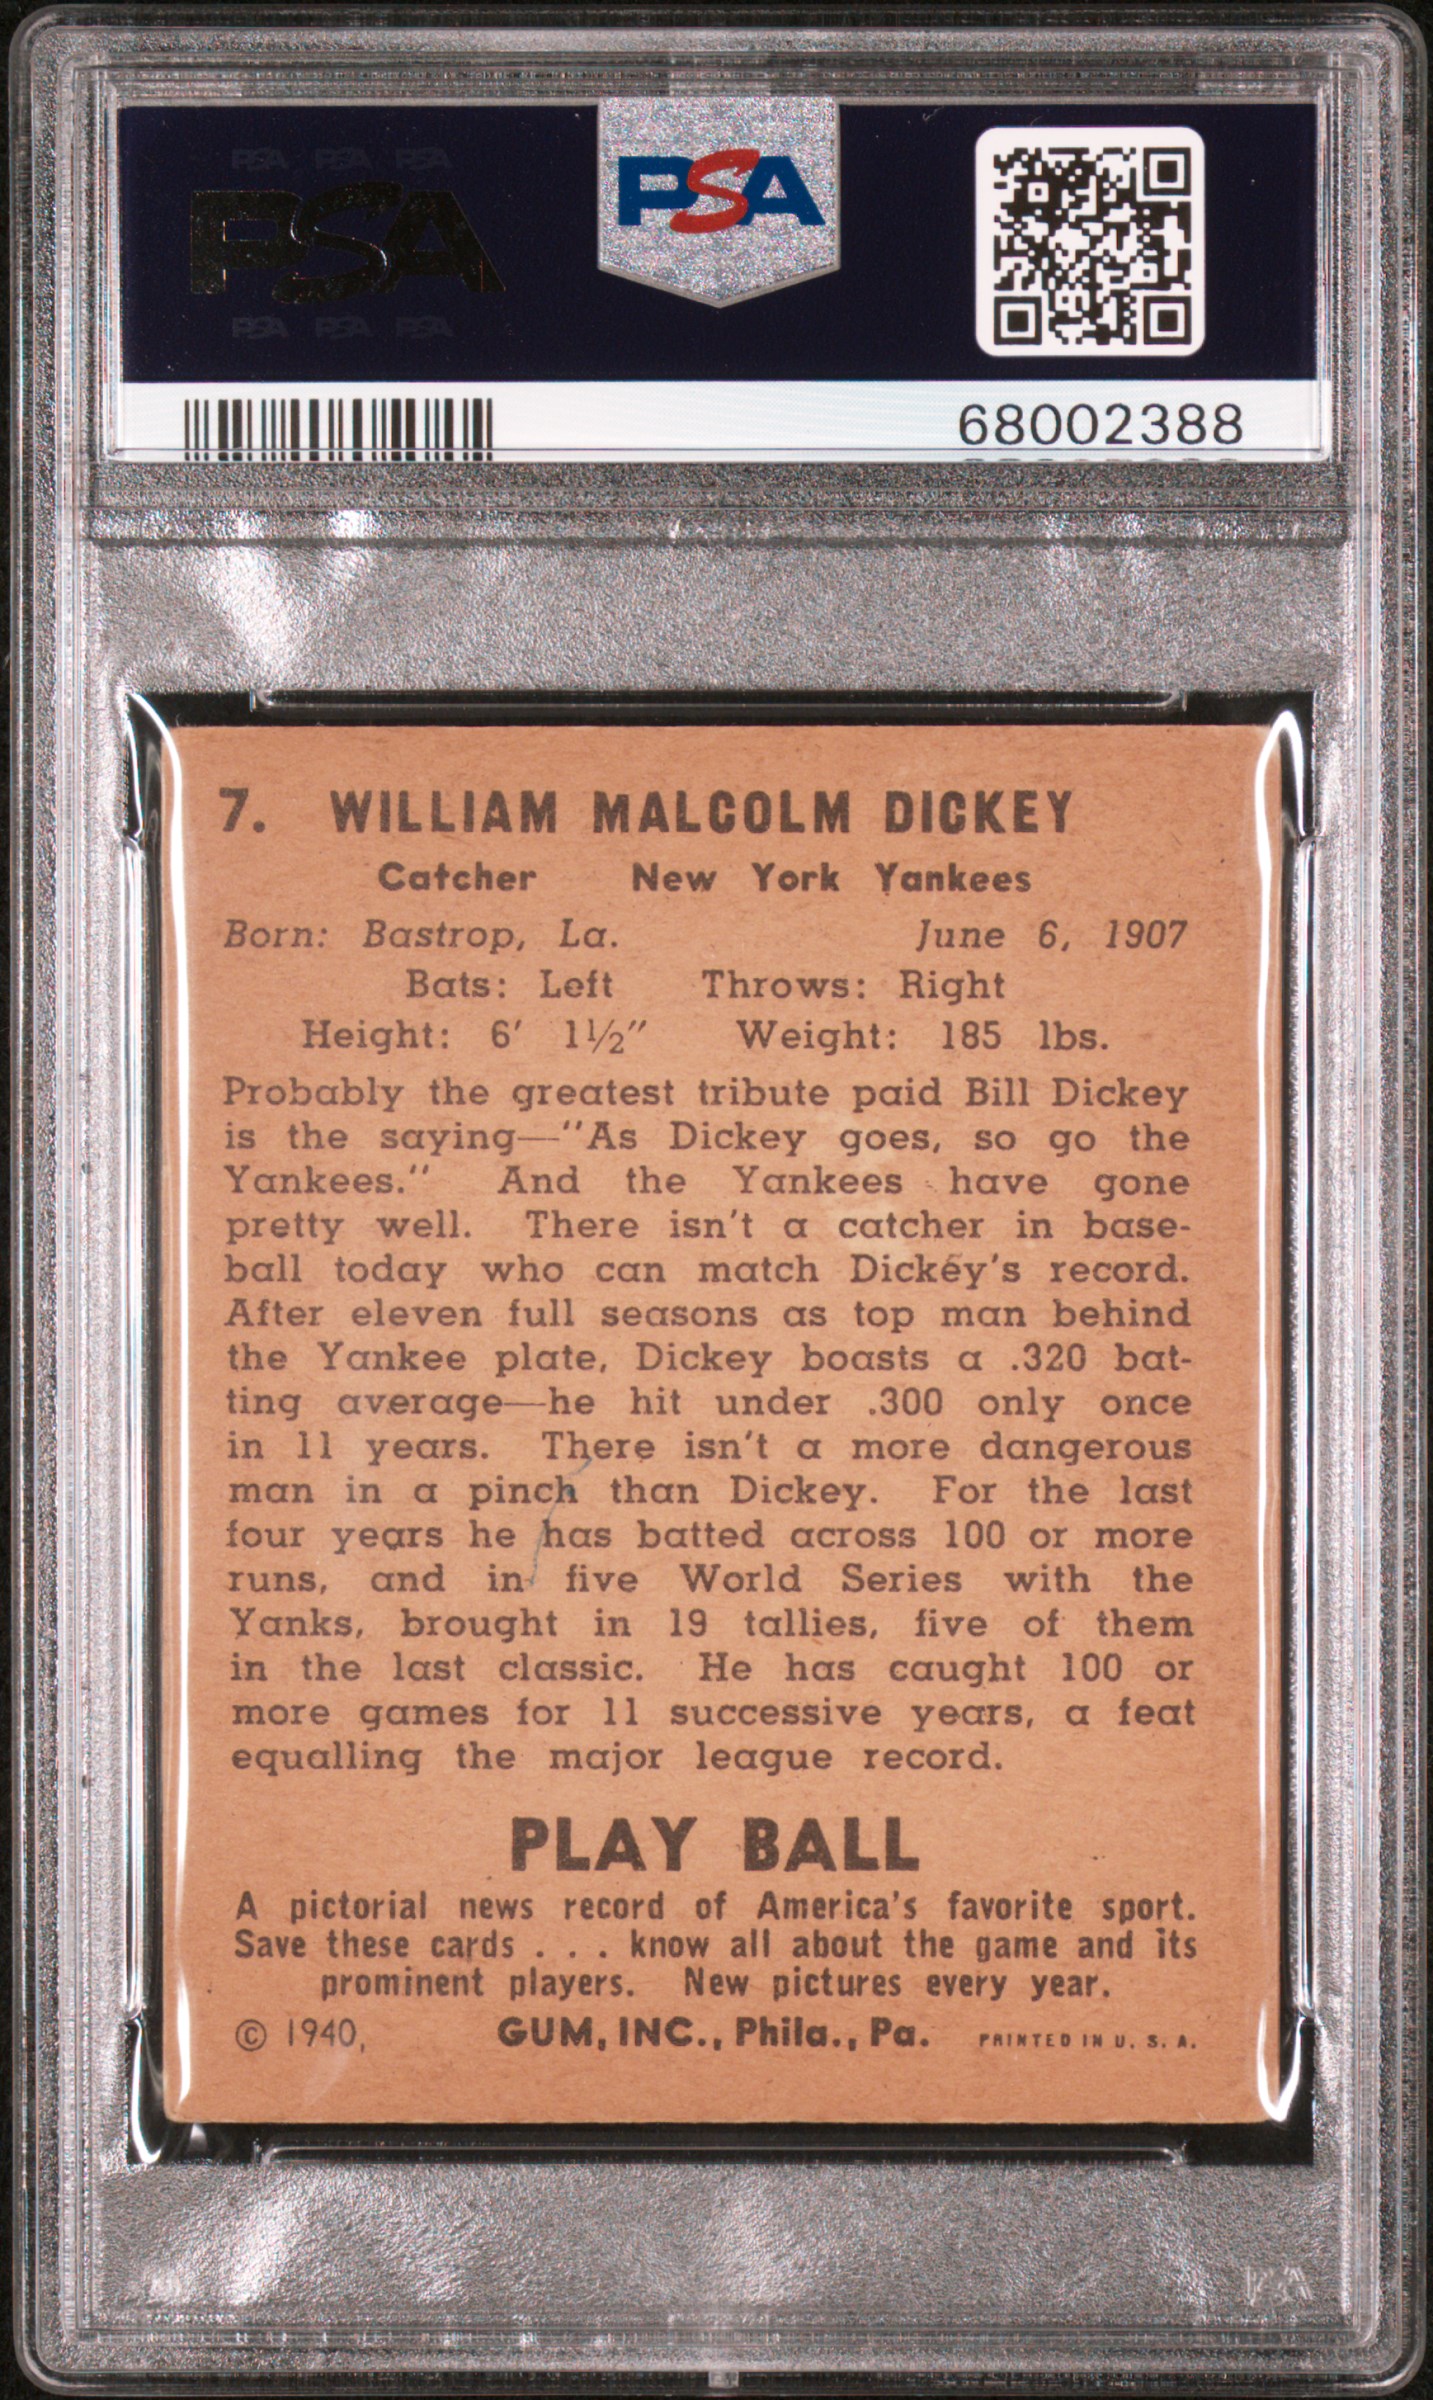 PSA PSA PSA
PSA
PSA PSA PSA
PSA
68002388
7. WILLIAM MALCOLM DICKEY
Catcher New York Yankees
Born: Bastrop, La. June 6, 1907
Bats: Left Throws: Right
Height: 6' 1½" Weight: 185 lbs.
Probably the greatest tribute paid Bill Dickey
is the saying—"As Dickey goes, so go the
Yankees." And the Yankees have gone
pretty well. There isn't a catcher in base-
ball today who can match Dickey's record.
After eleven full seasons as top man behind
the Yankee plate, Dickey boasts a .320 bat-
ting average—he hit under .300 only once
in 11 years. There isn't a more dangerous
man in a pinch than Dickey. For the last
four years he has batted across 100 or more
runs, and in five World Series with the
Yanks, brought in 19 tallies, five of them
in the last classic. He has caught 100 or
more games for 11 successive years, a feat
equalling the major league record.
PLAY BALL
A pictorial news record of America's favorite sport.
Save these cards . . . know all about the game and its
prominent players. New pictures every year.
© 1940, GUM, INC., Phila., Pa. PRINTED IN U. S. A.
PSA